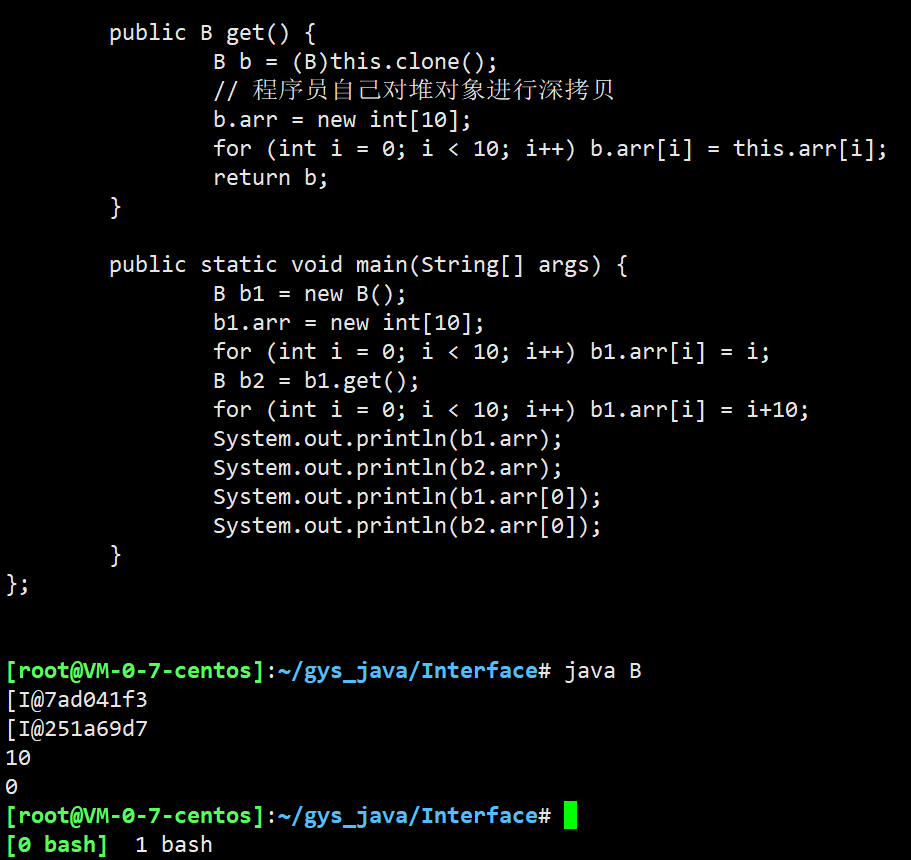 public B get() {
B b = (B)this.clone();
// 程序员自己对堆对象进行深拷贝
b.arr = new int[10];
for (int i = 0; i < 10; i++) b.arr[i] = this.arr[i];
return b;
}
public static void main(String[] args) {
B b1 = new B();
b1.arr = new int[10];
for (int i = 0; i < 10; i++) b1.arr[i] = i;
B b2 = b1.get();
for (int i = 0; i < 10; i++) b1.arr[i] = i+10;
System.out.println(b1.arr);
System.out.println(b2.arr);
System.out.println(b1.arr[0]);
System.out.println(b2.arr[0]);
}
};
[root@VM-0-7-centos]:~/gys_java/Interface# java B
[I@7ad041f3
[I@251a69d7
10
0
[root@VM-0-7-centos]:~/gys_java/Interface#
[0 bash]  1 bash